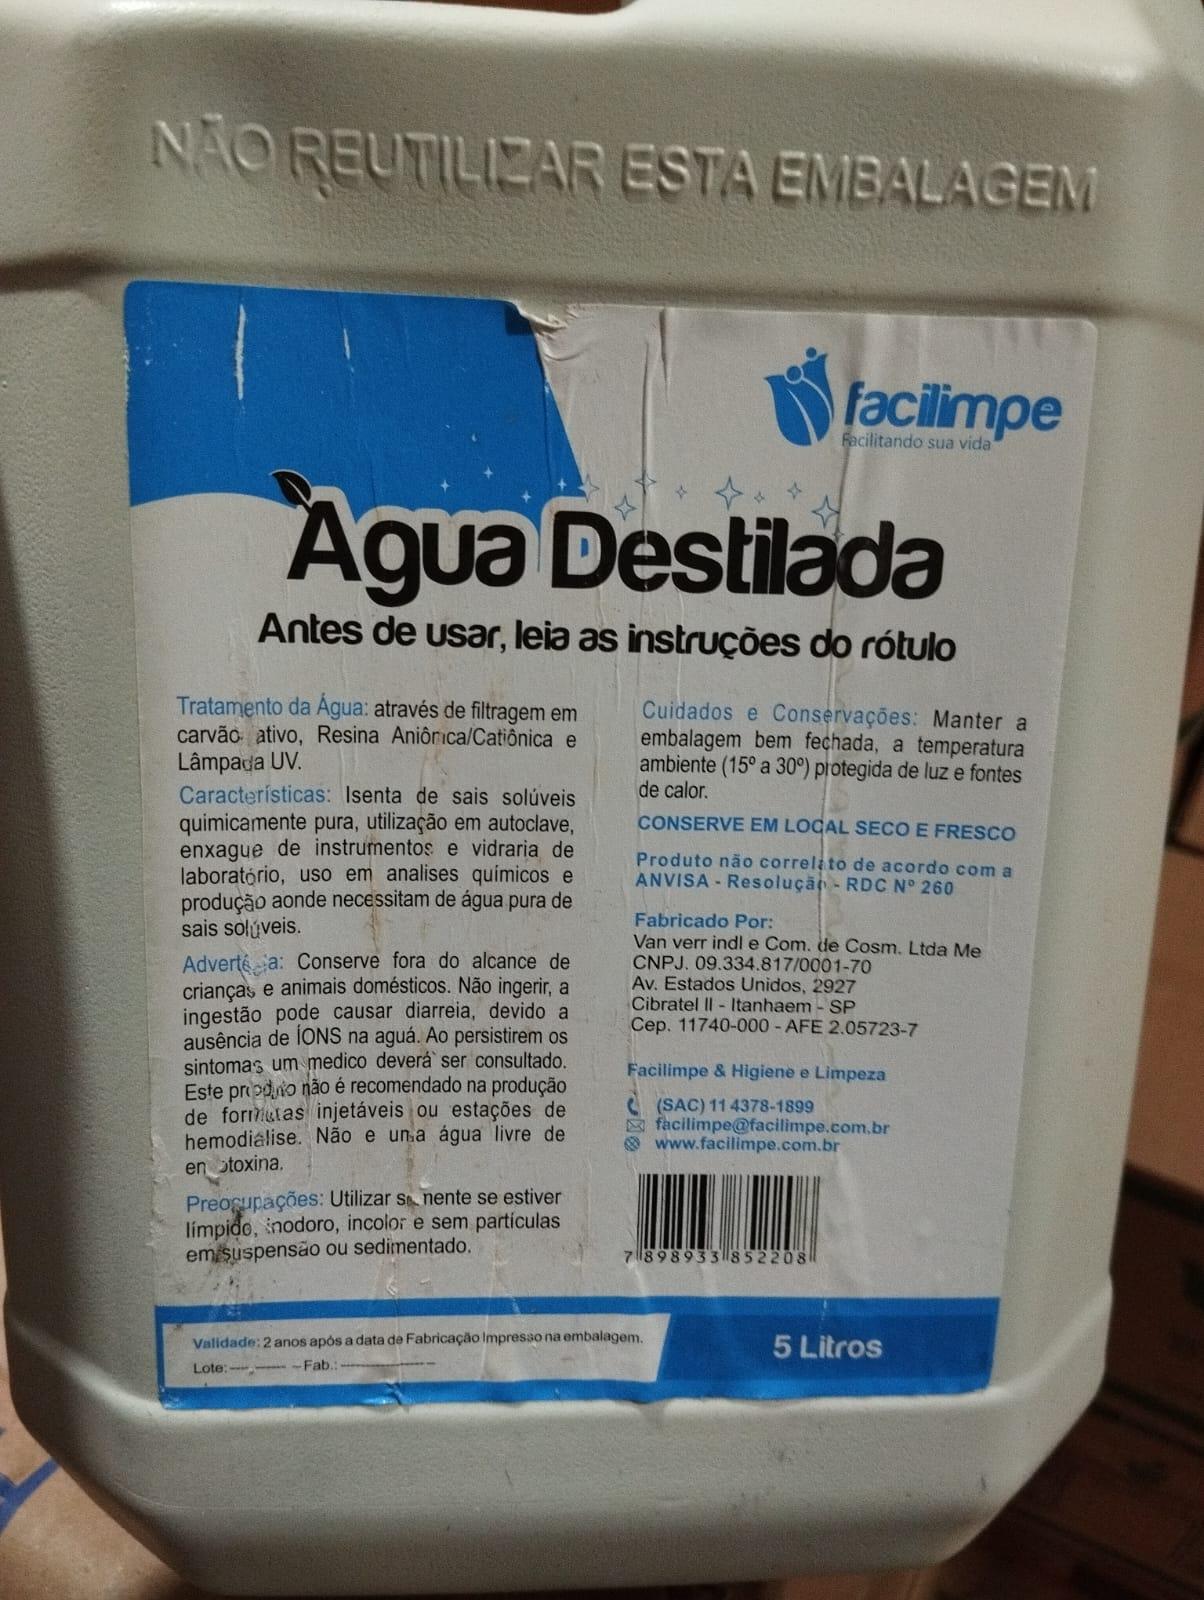 NÃO REUTILIZAR ESTA EMBALAGEM
facilimpe
Facilitando sua vida
Água Destilada
Antes de usar, leia as instruções do rótulo
Tratamento da Água: através de filtragem em
carvão ativo, Resina Aniônica/Catiônica e
Lâmpada UV.
Características: Isenta de sais solúveis
quimicamente pura, utilização em autoclave,
enxague de instrumentos e vidraria de
laboratório, uso em analises químicos e
produção aonde necessitam de água pura de
sais solúveis.
Advertência: Conserve fora do alcance de
crianças e animais domésticos. Não ingerir, a
ingestão pode causar diarreia, devido a
ausência de ÍONS na aguá. Ao persistirem os
sintomas um medico deverá ser consultado.
Este produto não é recomendado na produção
de formulas injetáveis ou estações de
hemodiálise. Não e uma água livre de
endotoxina.
Preocupações: Utilizar somente se estiver
límpido, inodoro, incolor e sem partículas
em suspensão ou sedimentado.
Cuidados e Conservações: Manter a
embalagem bem fechada, a temperatura
ambiente (15º a 30º) protegida de luz e fontes
de calor.
CONSERVE EM LOCAL SECO E FRESCO
Produto não correlato de acordo com a
ANVISA - Resolução - RDC Nº 260
Fabricado Por:
Van verr indl e Com. de Cosm. Ltda Me
CNPJ. 09.334.817/0001-70
Av. Estados Unidos, 2927
Cibratel II - Itanhaem - SP
Cep. 11740-000 - AFE 2.05723-7
Facilimpe & Higiene e Limpeza
(SAC) 11 4378-1899
facilimpe@facilimpe.com.br
www.facilimpe.com.br
7 898933 852208
Validade: 2 anos após a data de Fabricação Impresso na embalagem.
Lote: Fab.:
5 Litros